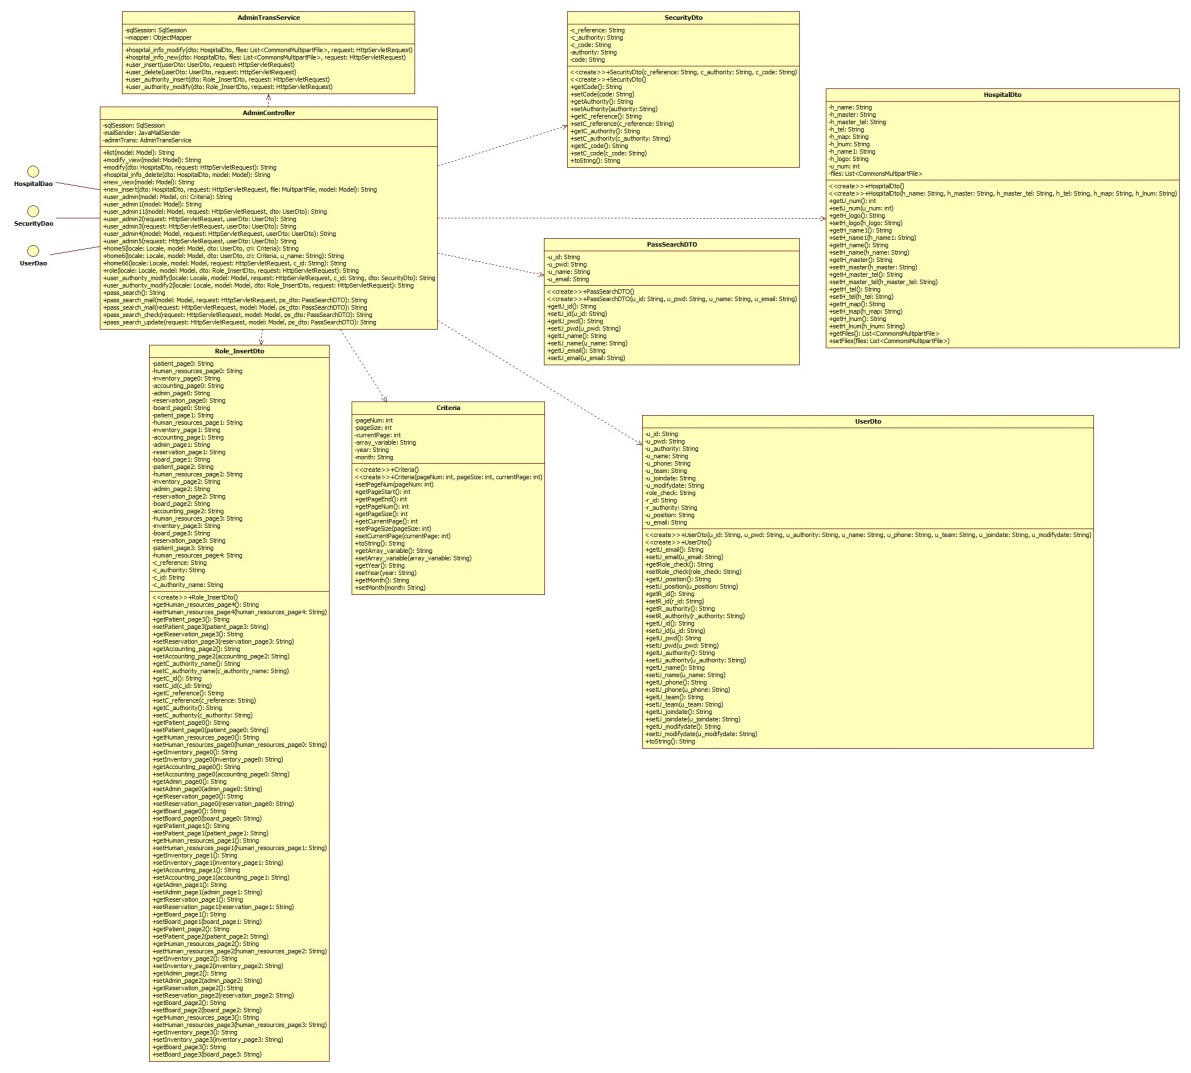 AdminTransService
-sqlSession: SqlSession
~mapper: ObjectMapper
+hospital_info_modify(dto: HospitalDto, files: List<CommonsMultipartFile>, request: HttpServletRequest)
+hospital_info_new(dto: HospitalDto, files: List<CommonsMultipartFile>, request: HttpServletRequest)
+user_insert(userDto: UserDto, request: HttpServletRequest)
+user_delete(userDto: UserDto, request: HttpServletRequest)
+user_authority_insert(dto: Role_InsertDto, request: HttpServletRequest)
+user_authority_modify(dto: Role_InsertDto, request: HttpServletRequest)
SecurityDto
-c_reference: String
-c_authority: String
-c_code: String
-authority: String
-code: String
<<create>>+SecurityDto(c_reference: String, c_authority: String, c_code: String)
<<create>>+SecurityDto()
+getCode(): String
+setCode(code: String)
+getAuthority(): String
+setAuthority(authority: String)
+getC_reference(): String
+setC_reference(c_reference: String)
+getC_authority(): String
+setC_authority(c_authority: String)
+getC_code(): String
+setC_code(c_code: String)
+toString(): String
HospitalDto
-h_name: String
-h_master: String
-h_master_tel: String
-h_tel: String
-h_map: String
-h_lnum: String
-h_name1: String
-h_logo: String
-u_num: int
-files: List<CommonsMultipartFile>
<<create>>+HospitalDto()
<<create>>+HospitalDto(h_name: String, h_master: String, h_master_tel: String, h_tel: String, h_map: String, h_lnum: String)
+getU_num(): int
+setU_num(u_num: int)
+getH_logo(): String
+setH_logo(h_logo: String)
+getH_name1(): String
+setH_name1(h_name1: String)
+getH_name(): String
+setH_name(h_name: String)
+getH_master(): String
+setH_master(h_master: String)
+getH_master_tel(): String
+setH_master_tel(h_master_tel: String)
+getH_tel(): String
+setH_tel(h_tel: String)
+getH_map(): String
+setH_map(h_map: String)
+getH_lnum(): String
+setH_lnum(h_lnum: String)
+getFiles(): List<CommonsMultipartFile>
+setFiles(files: List<CommonsMultipartFile>)
AdminController
-sqlSession: SqlSession
-mailSender: JavaMailSender
-adminTrans: AdminTransService
+list(model: Model): String
+modify_view(model: Model): String
+modify(dto: HospitalDto, request: HttpServletRequest): String
+hospital_info_delete(dto: HospitalDto, model: Model): String
+new_view(model: Model): String
+new_insert(dto: HospitalDto, request: HttpServletRequest, file: MultipartFile, model: Model): String
+user_admin(model: Model, cri: Criteria): String
+user_admin1(model: Model): String
+user_admin11(model: Model, request: HttpServletRequest, dto: UserDto): String
+user_admin2(request: HttpServletRequest, userDto: UserDto): String
+user_admin3(request: HttpServletRequest, userDto: UserDto): String
+user_admin4(model: Model, request: HttpServletRequest, userDto: UserDto): String
+user_admin5(request: HttpServletRequest, userDto: UserDto): String
+home5(locale: Locale, model: Model, dto: UserDto, cri: Criteria): String
+home6(locale: Locale, model: Model, dto: UserDto, cri: Criteria, u_name: String): String
+home66(locale: Locale, model: Model, request: HttpServletRequest, c_id: String): String
+role(locale: Locale, model: Model, dto: Role_InsertDto, request: HttpServletRequest): String
+user_authority_modify(locale: Locale, model: Model, request: HttpServletRequest, c_id: String, dto: SecurityDto): String
+user_authority_modify2(locale: Locale, model: Model, dto: Role_InsertDto, request: HttpServletRequest): String
+pass_search(): String
+pass_search_mail(model: Model, request: HttpServletRequest, ps_dto: PassSearchDTO): String
+pass_search_mail(request: HttpServletRequest, model: Model, ps_dto: PassSearchDTO): String
+pass_search_check(request: HttpServletRequest, model: Model, ps_dto: PassSearchDTO): String
+pass_search_update(request: HttpServletRequest, model: Model, ps_dto: PassSearchDTO): String
HospitalDao
SecurityDao
UserDao
PassSearchDTO
-u_id: String
-u_pwd: String
-u_name: String
-u_email: String
<<create>>+PassSearchDTO()
<<create>>+PassSearchDTO(u_id: String, u_pwd: String, u_name: String, u_email: String)
+getU_id(): String
+setU_id(u_id: String)
+getU_pwd(): String
+setU_pwd(u_pwd: String)
+getU_name(): String
+setU_name(u_name: String)
+getU_email(): String
+setU_email(u_email: String)
Role_InsertDto
-patient_page0: String
-human_resources_page0: String
-inventory_page0: String
-accounting_page0: String
-admin_page0: String
-reservation_page0: String
-board_page0: String
-patient_page1: String
-human_resources_page1: String
-inventory_page1: String
-accounting_page1: String
-admin_page1: String
-reservation_page1: String
-board_page1: String
-patient_page2: String
-human_resources_page2: String
-inventory_page2: String
-admin_page2: String
-reservation_page2: String
-board_page2: String
-accounting_page2: String
-human_resources_page3: String
-inventory_page3: String
-board_page3: String
-reservation_page3: String
-patient_page3: String
-human_resources_page4: String
-c_reference: String
-c_authority: String
-c_id: String
-c_authority_name: String
<<create>>+Role_InsertDto()
+getHuman_resources_page4(): String
+setHuman_resources_page4(human_resources_page4: String)
+getPatient_page3(): String
+setPatient_page3(patient_page3: String)
+getReservation_page3(): String
+setReservation_page3(reservation_page3: String)
+getAccounting_page2(): String
+setAccounting_page2(accounting_page2: String)
+getC_authority_name(): String
+setC_authority_name(c_authority_name: String)
+getC_id(): String
+setC_id(c_id: String)
+getC_reference(): String
+setC_reference(c_reference: String)
+getC_authority(): String
+setC_authority(c_authority: String)
+getPatient_page0(): String
+setPatient_page0(patient_page0: String)
+getHuman_resources_page0(): String
+setHuman_resources_page0(human_resources_page0: String)
+getInventory_page0(): String
+setInventory_page0(inventory_page0: String)
+getAccounting_page0(): String
+setAccounting_page0(accounting_page0: String)
+getAdmin_page0(): String
+setAdmin_page0(admin_page0: String)
+getReservation_page0(): String
+setReservation_page0(reservation_page0: String)
+getBoard_page0(): String
+setBoard_page0(board_page0: String)
+getPatient_page1(): String
+setPatient_page1(patient_page1: String)
+getHuman_resources_page1(): String
+setHuman_resources_page1(human_resources_page1: String)
+getInventory_page1(): String
+setInventory_page1(inventory_page1: String)
+getAccounting_page1(): String
+setAccounting_page1(accounting_page1: String)
+getAdmin_page1(): String
+setAdmin_page1(admin_page1: String)
+getReservation_page1(): String
+setReservation_page1(reservation_page1: String)
+getBoard_page1(): String
+setBoard_page1(board_page1: String)
+getPatient_page2(): String
+setPatient_page2(patient_page2: String)
+getHuman_resources_page2(): String
+setHuman_resources_page2(human_resources_page2: String)
+getInventory_page2(): String
+setInventory_page2(inventory_page2: String)
+getAdmin_page2(): String
+setAdmin_page2(admin_page2: String)
+getReservation_page2(): String
+setReservation_page2(reservation_page2: String)
+getBoard_page2(): String
+setBoard_page2(board_page2: String)
+getHuman_resources_page3(): String
+setHuman_resources_page3(human_resources_page3: String)
+getInventory_page3(): String
+setInventory_page3(inventory_page3: String)
+getBoard_page3(): String
+setBoard_page3(board_page3: String)
Criteria
-pageNum: int
-pageSize: int
-currentPage: int
-array_variable: String
-year: String
-month: String
<<create>>+Criteria()
<<create>>+Criteria(pageNum: int, pageSize: int, currentPage: int)
+setPageNum(pageNum: int)
+getPageStart(): int
+getPageEnd(): int
+getPageNum(): int
+getPageSize(): int
+getCurrentPage(): int
+setPageSize(pageSize: int)
+setCurrentPage(currentPage: int)
+toString(): String
+getArray_variable(): String
+setArray_variable(array_variable: String)
+getYear(): String
+setYear(year: String)
+getMonth(): String
+setMonth(month: String)
UserDto
-u_id: String
-u_pwd: String
-u_authority: String
-u_name: String
-u_phone: String
-u_team: String
-u_joindate: String
-u_modifydate: String
-role_check: String
-r_id: String
-r_authority: String
-u_position: String
-u_email: String
<<create>>+UserDto(u_id: String, u_pwd: String, u_authority: String, u_name: String, u_phone: String, u_team: String, u_joindate: String, u_modifydate: String)
<<create>>+UserDto()
+getU_email(): String
+setU_email(u_email: String)
+getRole_check(): String
+setRole_check(role_check: String)
+getU_position(): String
+setU_position(u_position: String)
+getR_id(): String
+setR_id(r_id: String)
+getR_authority(): String
+setR_authority(r_authority: String)
+getU_id(): String
+setU_id(u_id: String)
+getU_pwd(): String
+setU_pwd(u_pwd: String)
+getU_authority(): String
+setU_authority(u_authority: String)
+getU_name(): String
+setU_name(u_name: String)
+getU_phone(): String
+setU_phone(u_phone: String)
+getU_team(): String
+setU_team(u_team: String)
+getU_joindate(): String
+setU_joindate(u_joindate: String)
+getU_modifydate(): String
+setU_modifydate(u_modifydate: String)
+toString(): String